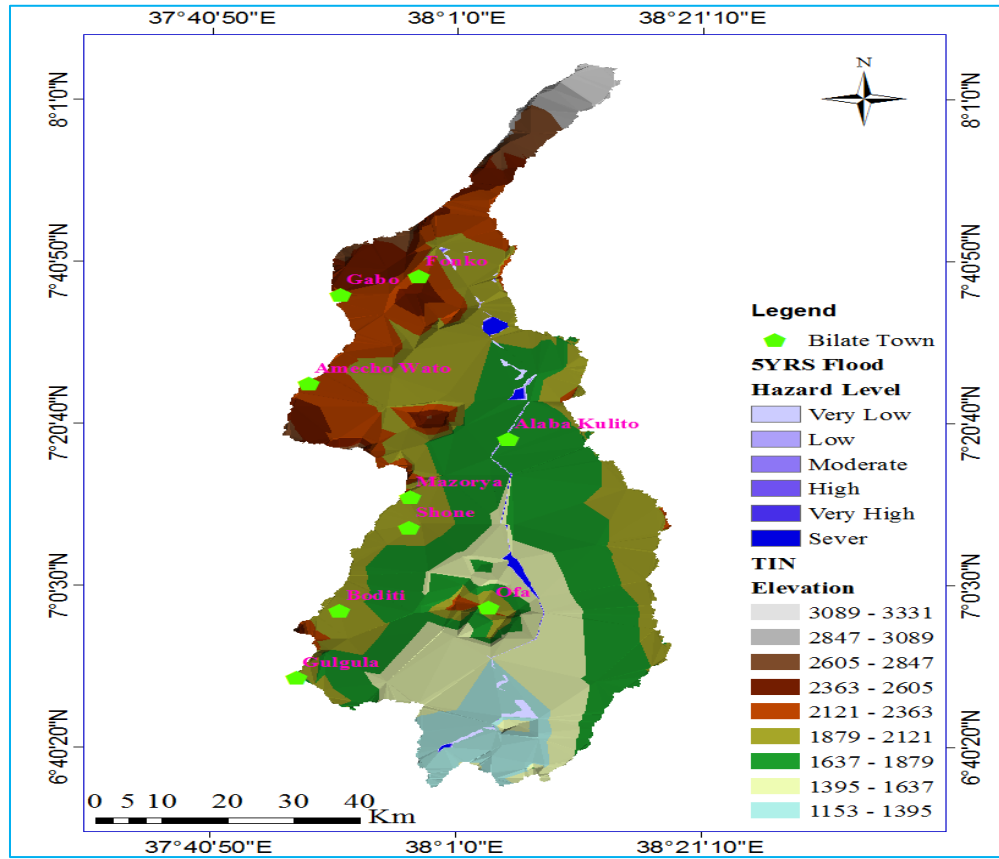 37°40'50"E 38°1'0"E 38°21'10"E
N
8°1'0"N 8°1'0"N
7°40'50"N 7°40'50"N
Fonko
Gabo
Legend
Bilate Town
5YRS Flood
Hazard Level
Very Low
Low
Moderate
High
Very High
Sever
TIN
Elevation
3089 - 3331
2847 - 3089
2605 - 2847
2363 - 2605
2121 - 2363
1879 - 2121
1637 - 1879
1395 - 1637
1153 - 1395
Amecho Wato
7°20'40"N 7°20'40"N
Alaba Kulito
Mazorya
Shone
7°0'30"N 7°0'30"N
Boditi
Ofa
Gulgula
6°40'20"N 6°40'20"N
0 5 10 20 30 40
Km
37°40'50"E 38°1'0"E 38°21'10"E